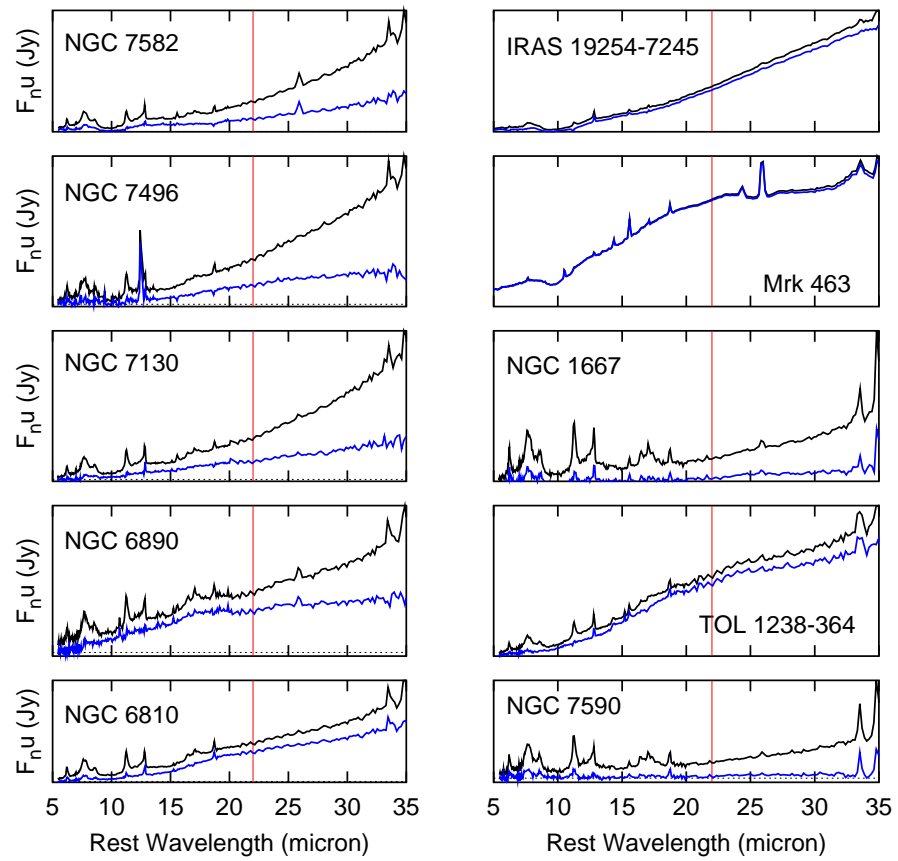 NGC 7582
F_nu (Jy)
IRAS 19254-7245
NGC 7496
F_nu (Jy)
Mrk 463
NGC 7130
F_nu (Jy)
NGC 1667
NGC 6890
F_nu (Jy)
TOL 1238-364
NGC 6810
F_nu (Jy)
NGC 7590
5 10 15 20 25 30 35
5 10 15 20 25 30 35
Rest Wavelength (micron)
Rest Wavelength (micron)